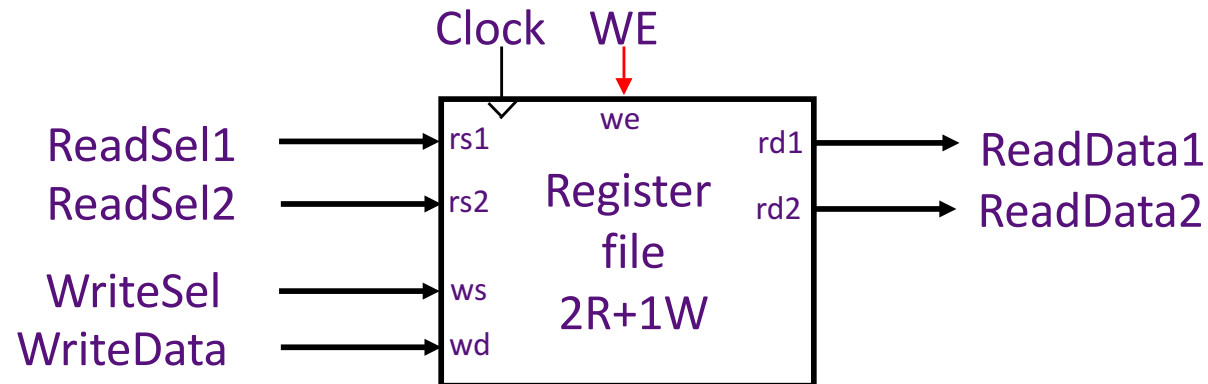 Clock WE
we
ReadSel1 rs1 rd1 ReadData1
ReadSel2 rs2 Register rd2 ReadData2
file
WriteSel ws 2R+1W
WriteData wd